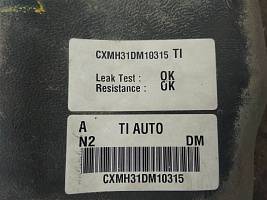 CXMH31DM10315 TI
Leak Test : OK
Resistance : OK
A TI AUTO
N2 DM
CXMH31DM10315